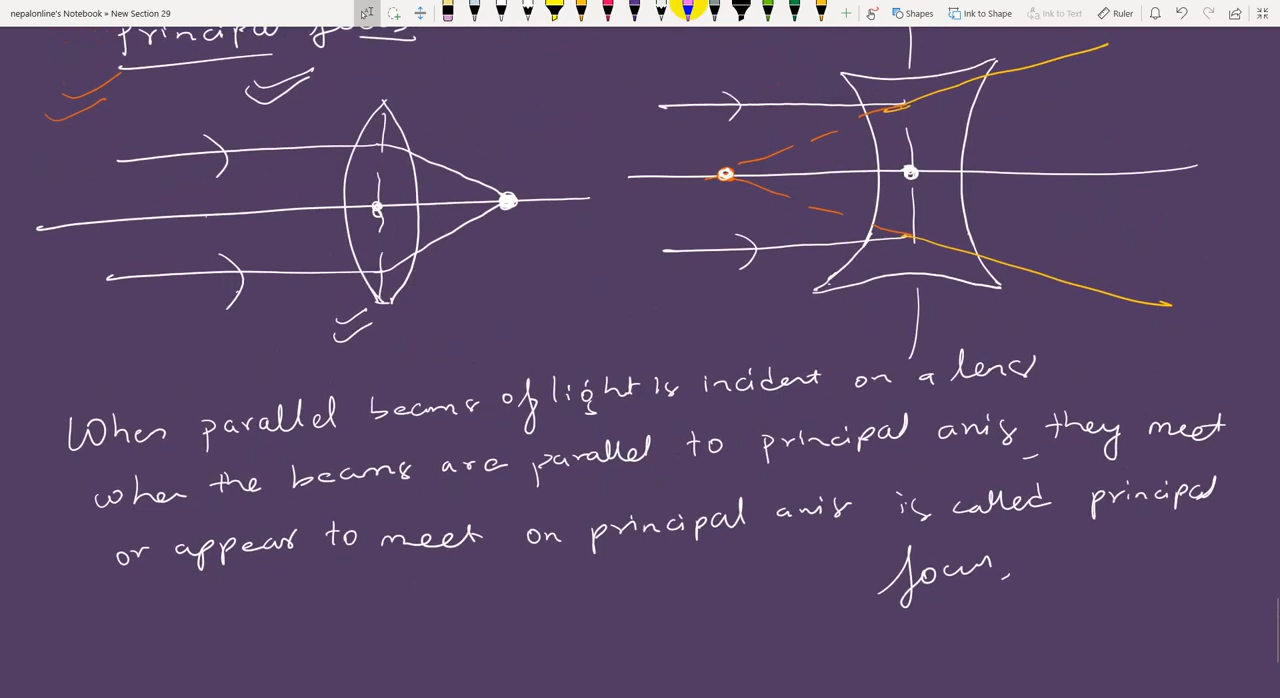 nepalonline's Notebook » New Section 29
Shapes
Ink to Shape
Ink to Text
Ruler
Principal focus
When parallel beams of light is incident on a lens
when the beams are parallel to principal axis they meet
or appear to meet on principal axis is called principal
focus,